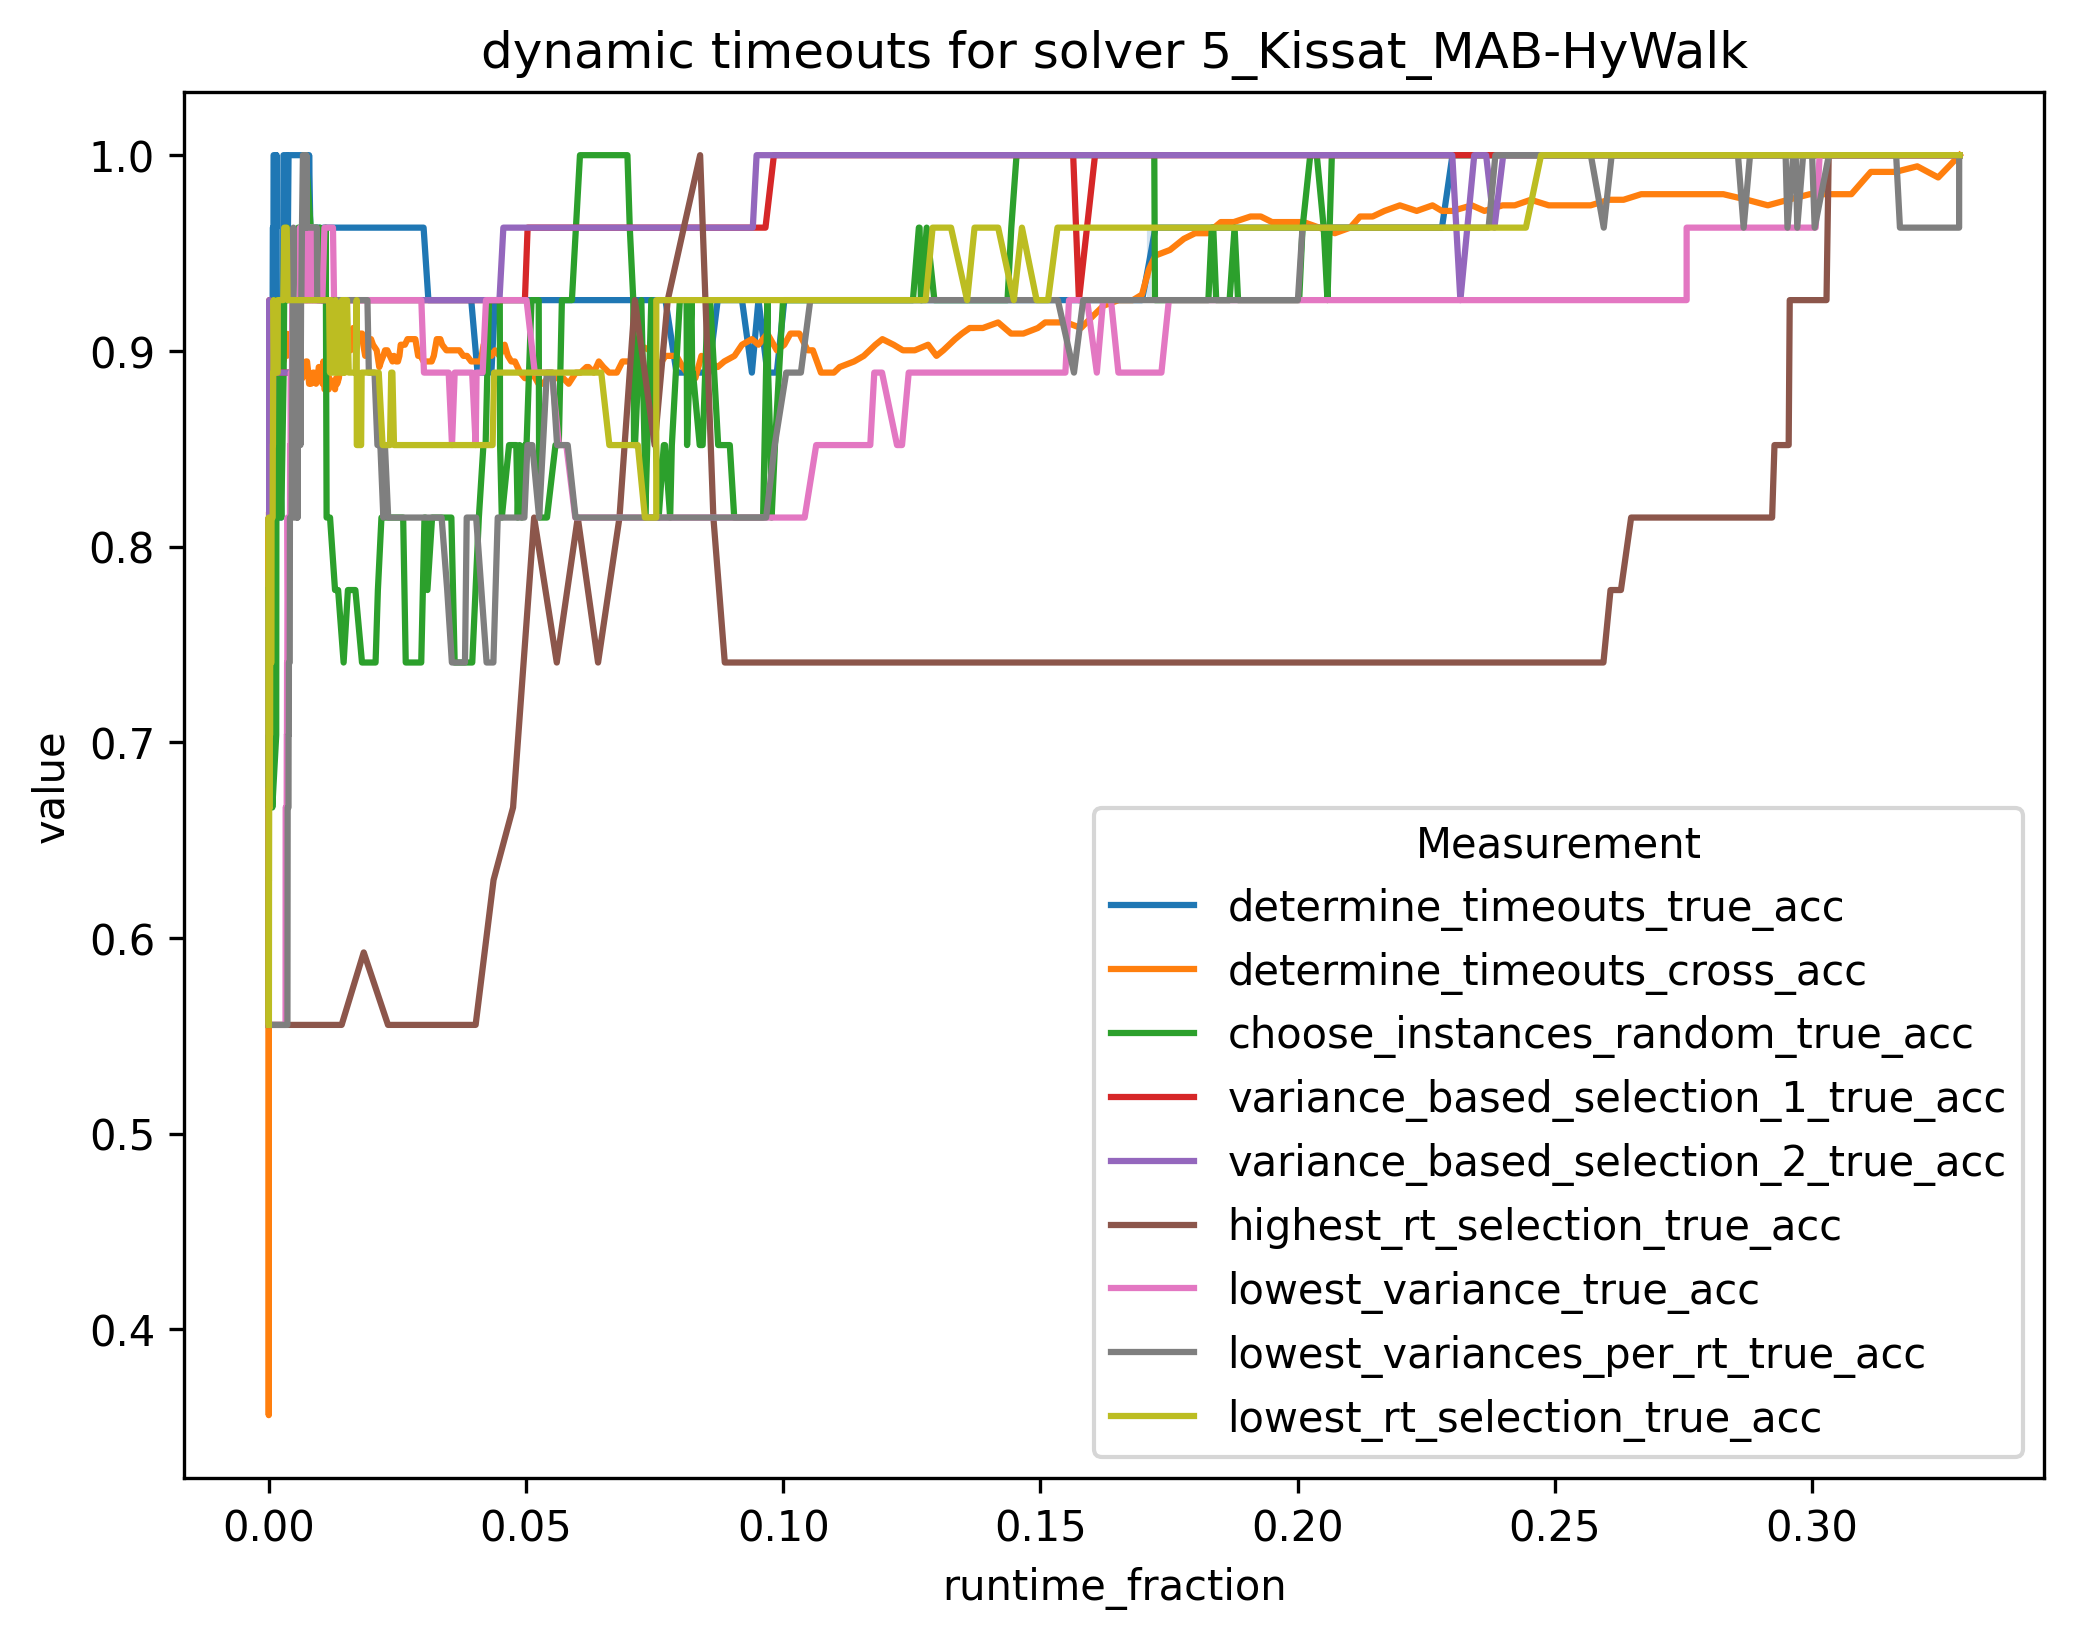 dynamic timeouts for solver 5_Kissat_MAB-HyWalk
1.0
0.9
0.8
0.7
0.6
0.5
0.4
value
0.00
0.05
0.10
0.15
0.20
0.25
0.30
runtime_fraction
Measurement
determine_timeouts_true_acc
determine_timeouts_cross_acc
choose_instances_random_true_acc
variance_based_selection_1_true_acc
variance_based_selection_2_true_acc
highest_rt_selection_true_acc
lowest_variance_true_acc
lowest_variances_per_rt_true_acc
lowest_rt_selection_true_acc